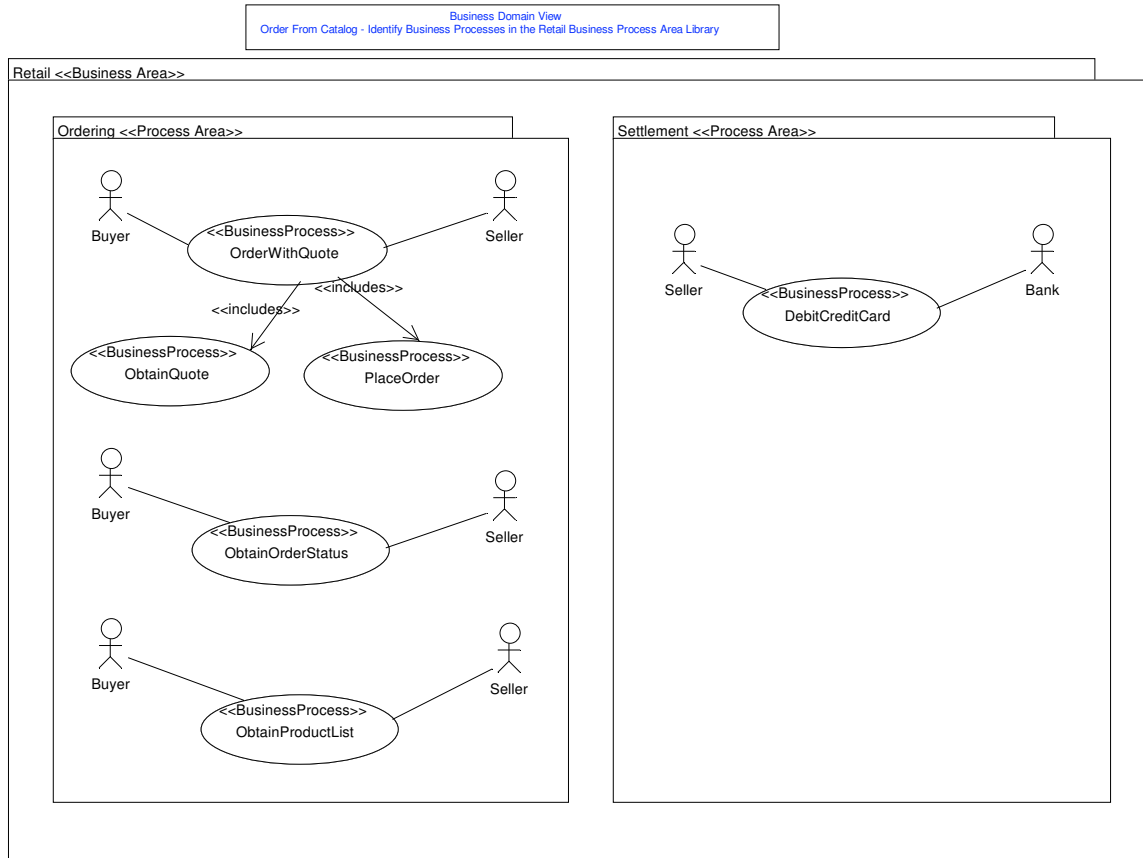 Business Domain View
Order From Catalog - Identify Business Processes in the Retail Business Process Area Library
Retail <<Business Area>>
Ordering <<Process Area>>
Buyer
Seller
<<BusinessProcess>>
OrderWithQuote
<<includes>>
<<includes>>
<<BusinessProcess>>
ObtainQuote
<<BusinessProcess>>
PlaceOrder
Buyer
Seller
<<BusinessProcess>>
ObtainOrderStatus
Buyer
Seller
<<BusinessProcess>>
ObtainProductList
Settlement <<Process Area>>
Seller
Bank
<<BusinessProcess>>
DebitCreditCard